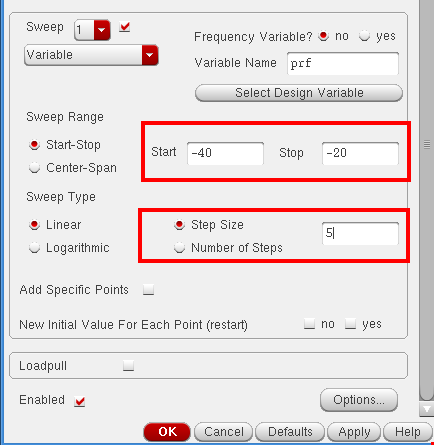 Sweep 1 Frequency Variable? no yes
Variable Variable Name prf
Select Design Variable
Sweep Range
Start-Stop Start -40 Stop -20
Center-Span
Sweep Type
Linear Step Size 5
Logarithmic Number of Steps
Add Specific Points
New Initial Value For Each Point (restart) no yes
Loadpull
Enabled Options...
OK Cancel Defaults Apply Help